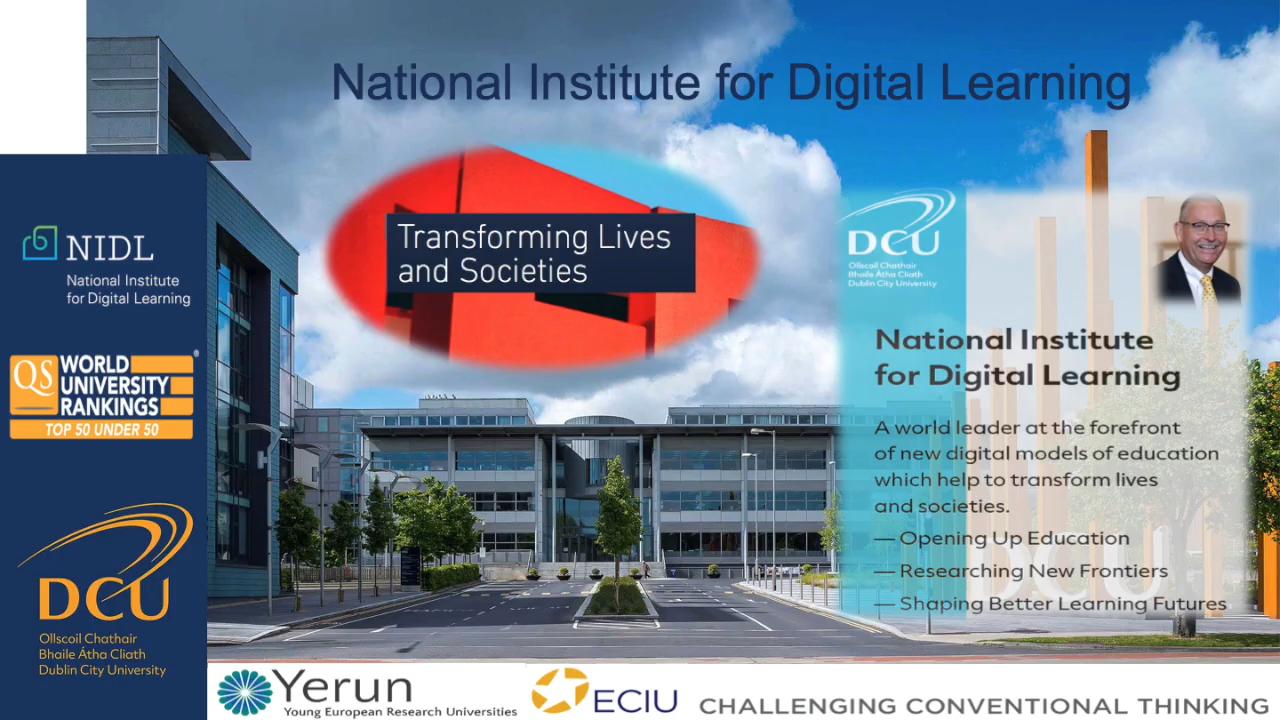 National Institute for Digital Learning
Transforming Lives
and Societies
NIDL
National Institute
for Digital Learning
QS
WORLD
UNIVERSITY
RANKINGS
®
TOP 50 UNDER 50
DCU
Ollscoil Chathair
Bhaile Átha Cliath
Dublin City University
DCU
Ollscoil Chathair
Bhaile Átha Cliath
Dublin City University
National Institute
for Digital Learning
A world leader at the forefront
of new digital models of education
which help to transform lives
and societies.
— Opening Up Education
— Researching New Frontiers
— Shaping Better Learning Futures
DCU
Yerun
Young European Research Universities
ECIU
CHALLENGING CONVENTIONAL THINKING